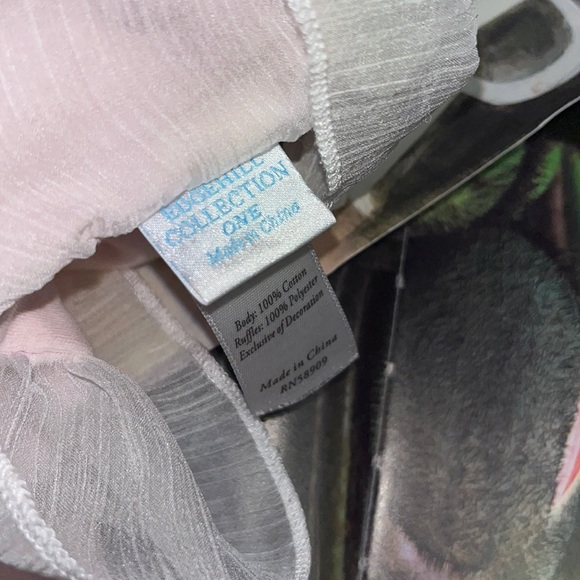 EDGEHILL
COLLECTION
ONE
Made in China
Body: 100% Cotton
Ruffles: 100% Polyester
Exclusive of Decoration
Made in China
RN58909